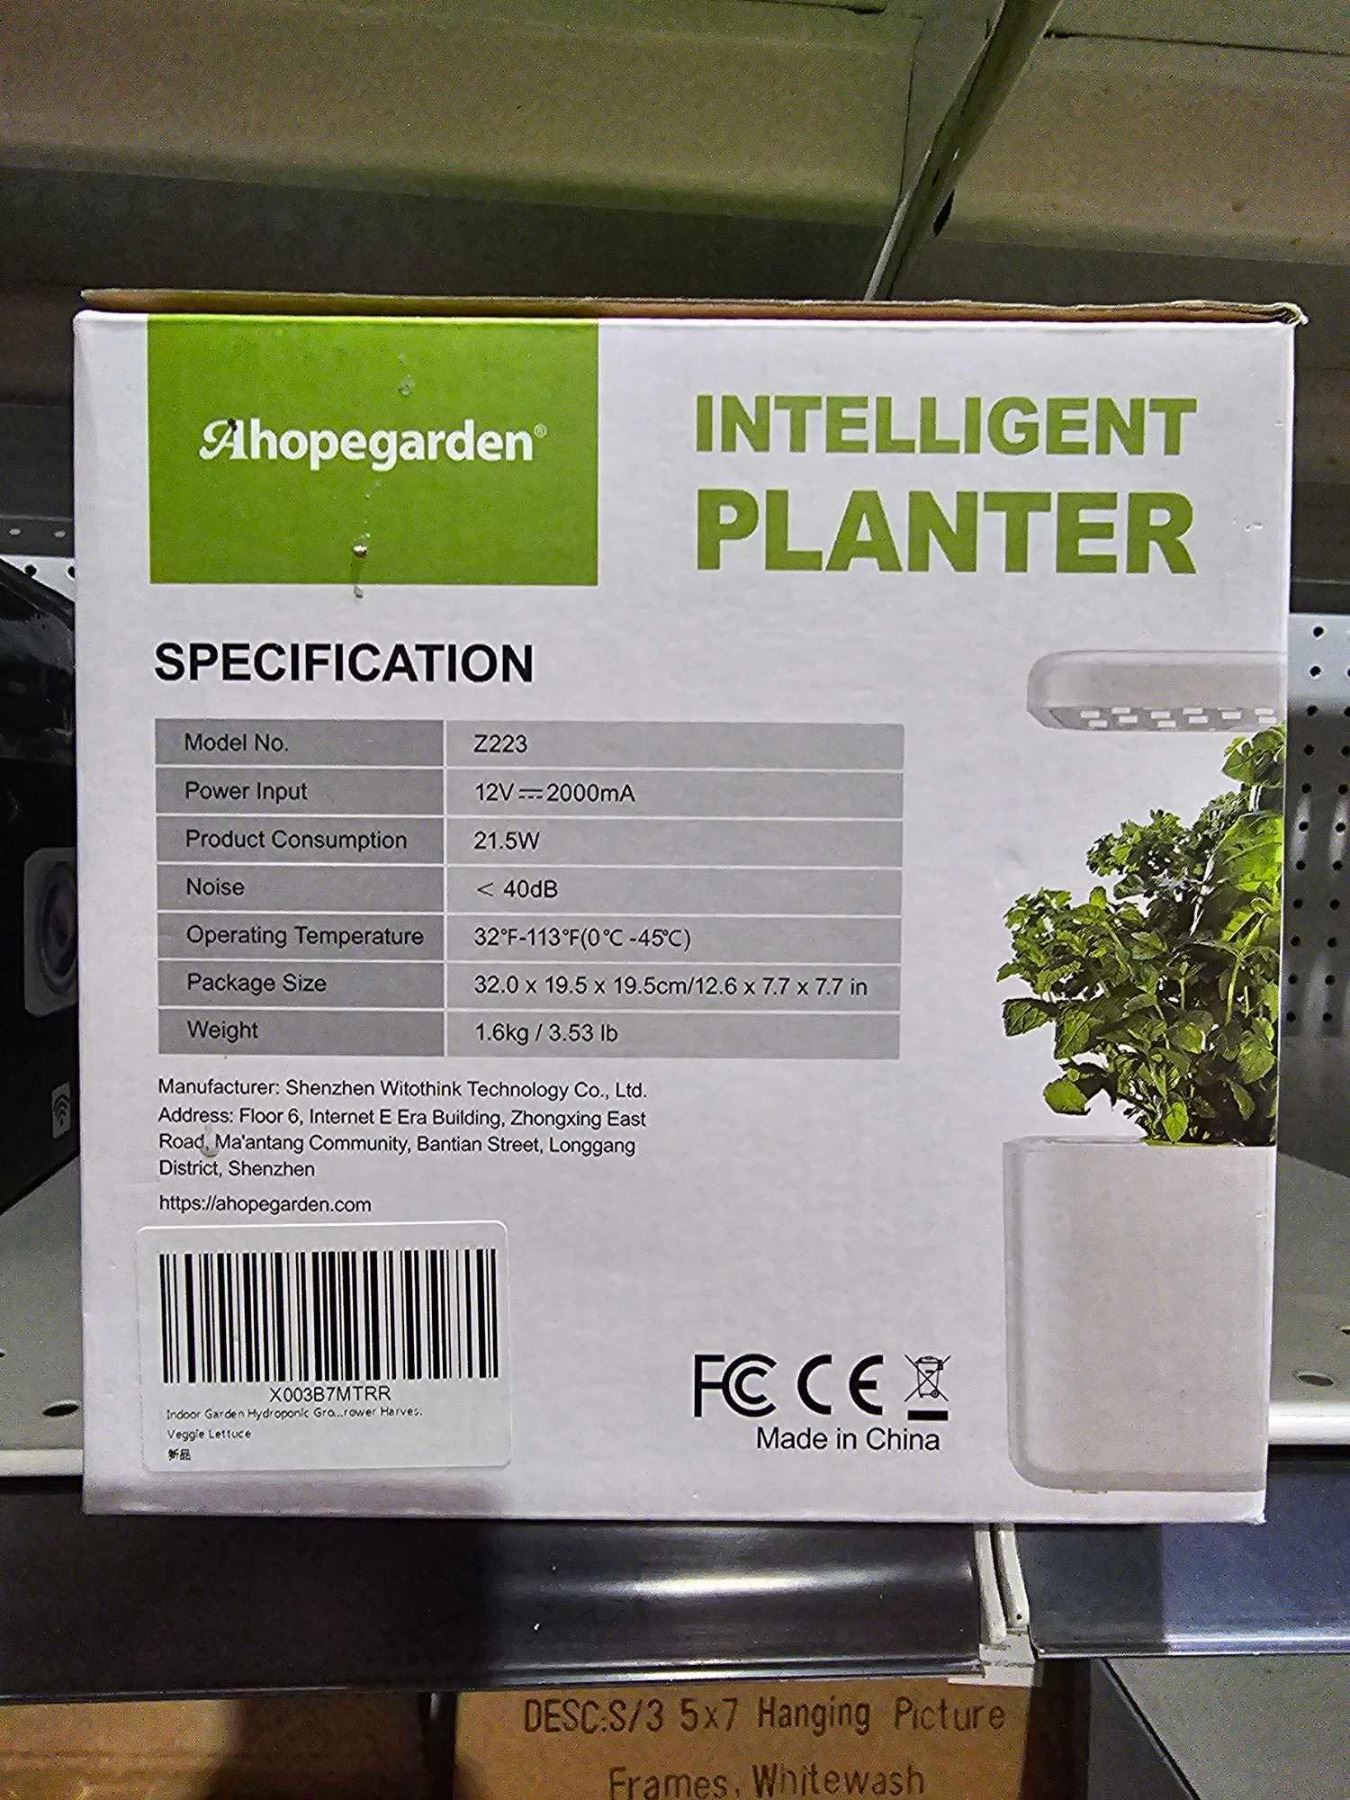 Ahopegarden®
INTELLIGENT
PLANTER
SPECIFICATION
Model No. Z223
Power Input 12V⎓2000mA
Product Consumption 21.5W
Noise < 40dB
Operating Temperature 32°F-113°F(0℃ -45℃)
Package Size 32.0 x 19.5 x 19.5cm/12.6 x 7.7 x 7.7 in
Weight 1.6kg / 3.53 lb
Manufacturer: Shenzhen Witothink Technology Co., Ltd.
Address: Floor 6, Internet E Era Building, Zhongxing East
Road, Ma'antang Community, Bantian Street, Longgang
District, Shenzhen
https://ahopegarden.com
X003B7MTRR
Indoor Garden Hydroponic Gro...rower Harves.
Veggie Lettuce
新品
FC CE
Made in China
DESC:S/3 5x7 Hanging Picture
Frames, Whitewash